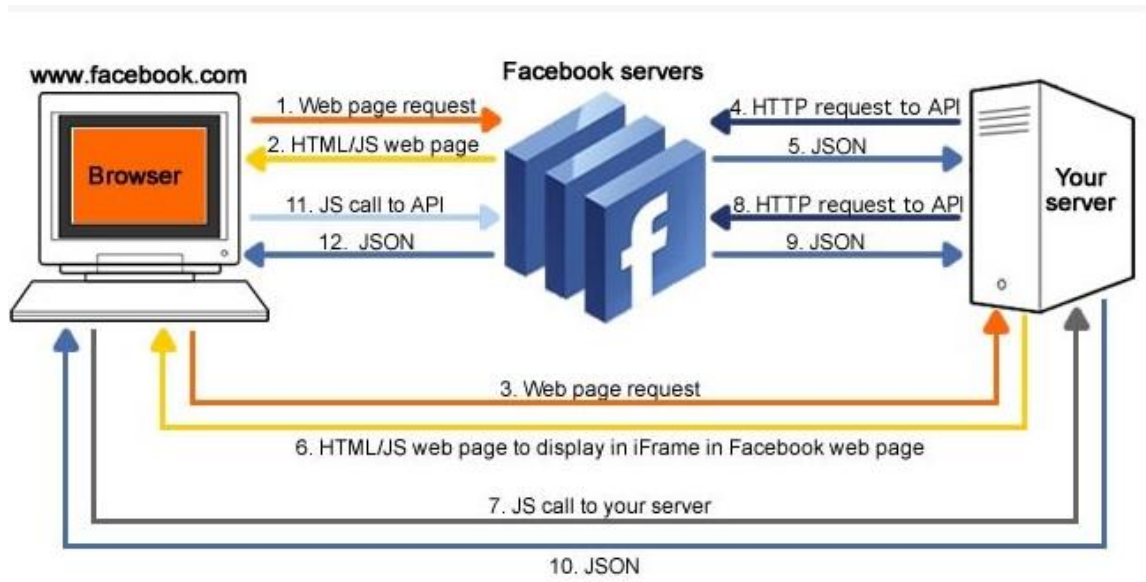 www.facebook.com
Facebook servers
Browser
Your
server
1. Web page request
2. HTML/JS web page
11. JS call to API
12. JSON
4. HTTP request to API
5. JSON
8. HTTP request to API
9. JSON
f
3. Web page request
6. HTML/JS web page to display in iFrame in Facebook web page
7. JS call to your server
10. JSON